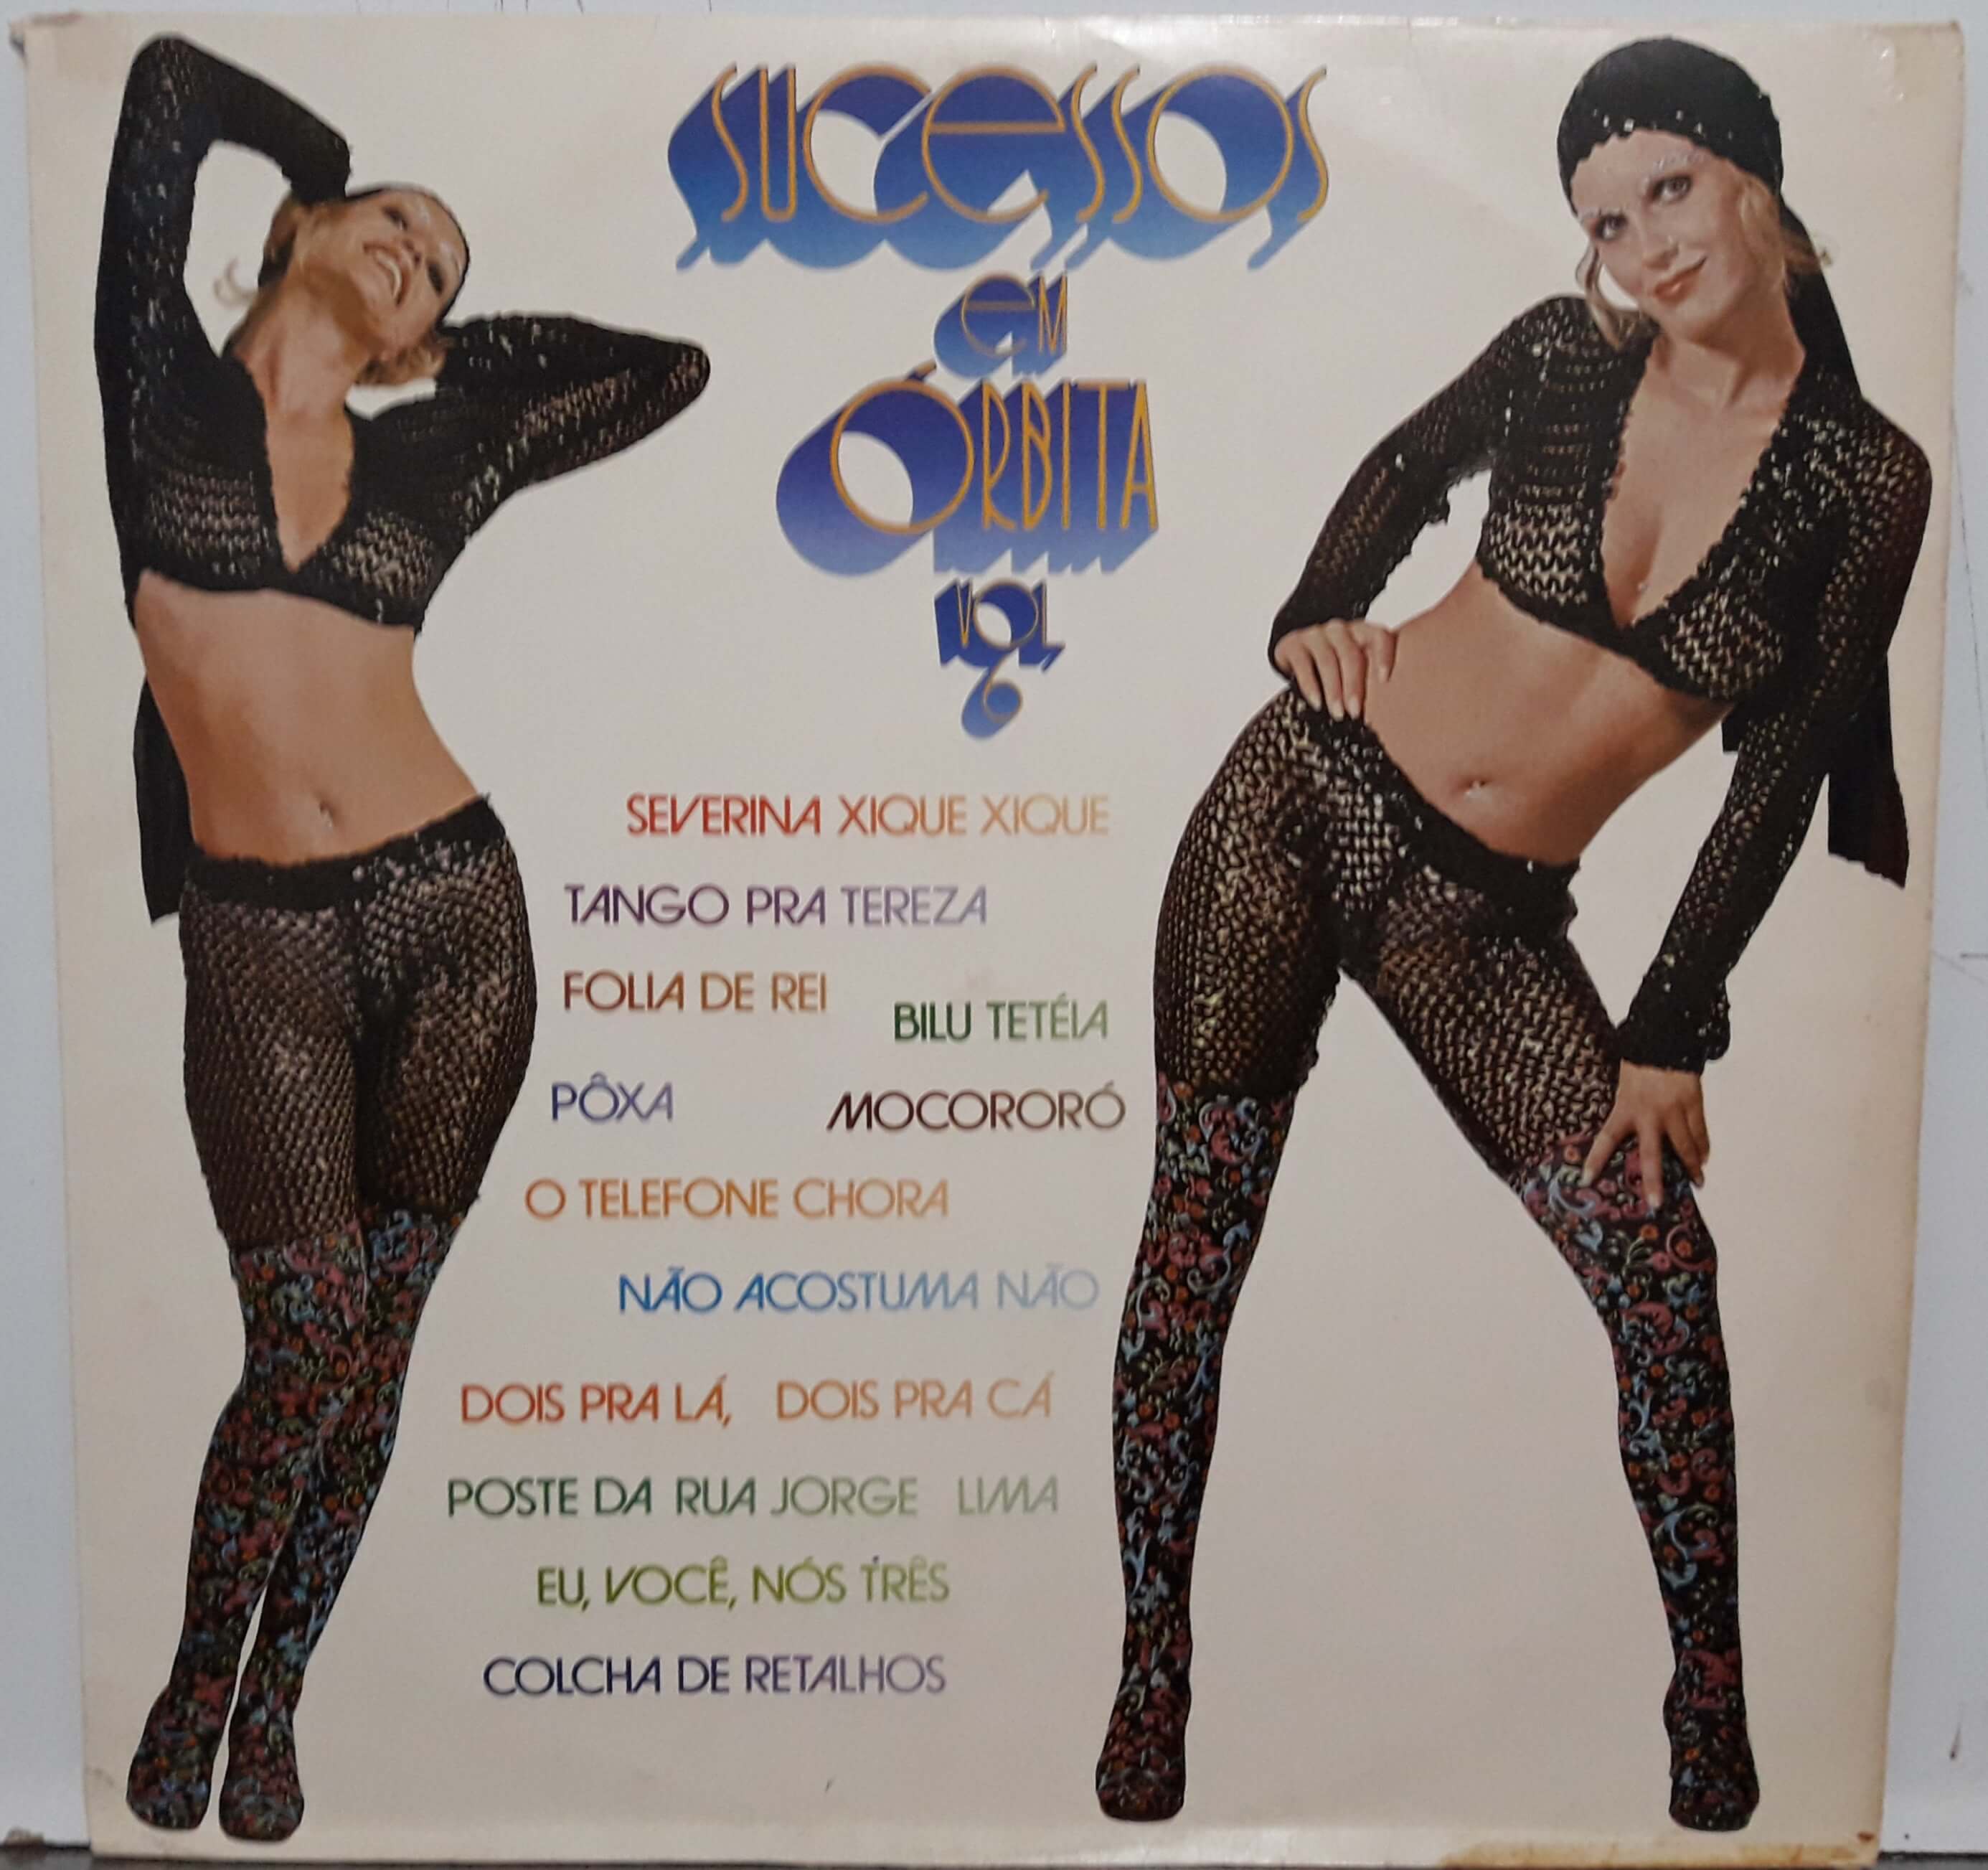 SUCESSOS
EM
ÓRBITA
VOL,
6
SEVERINA XIQUE XIQUE
TANGO PRA TEREZA
FOLIA DE REI
BILU TETÉIA
PÔXA
MOCORORÓ
O TELEFONE CHORA
NÃO ACOSTUMA NÃO
DOIS PRA LÁ, DOIS PRA CÁ
POSTE DA RUA JORGE LIMA
EU, VOCÊ, NÓS TRÊS
COLCHA DE RETALHOS